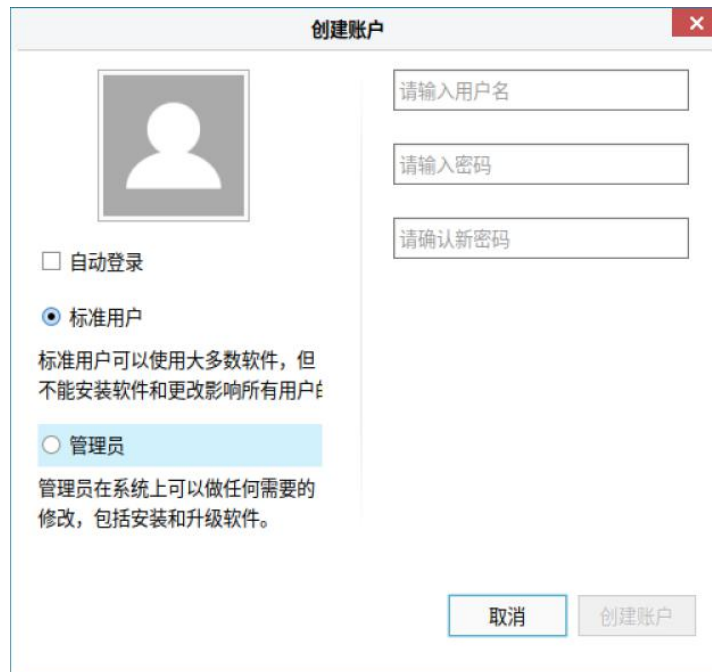 创建账户
自动登录
标准用户
标准用户可以使用大多数软件，但
不能安装软件和更改影响所有用户
管理员
管理员在系统上可以做任何需要的
修改，包括安装和升级软件。
请输入用户名
请输入密码
请确认新密码
取消
创建账户